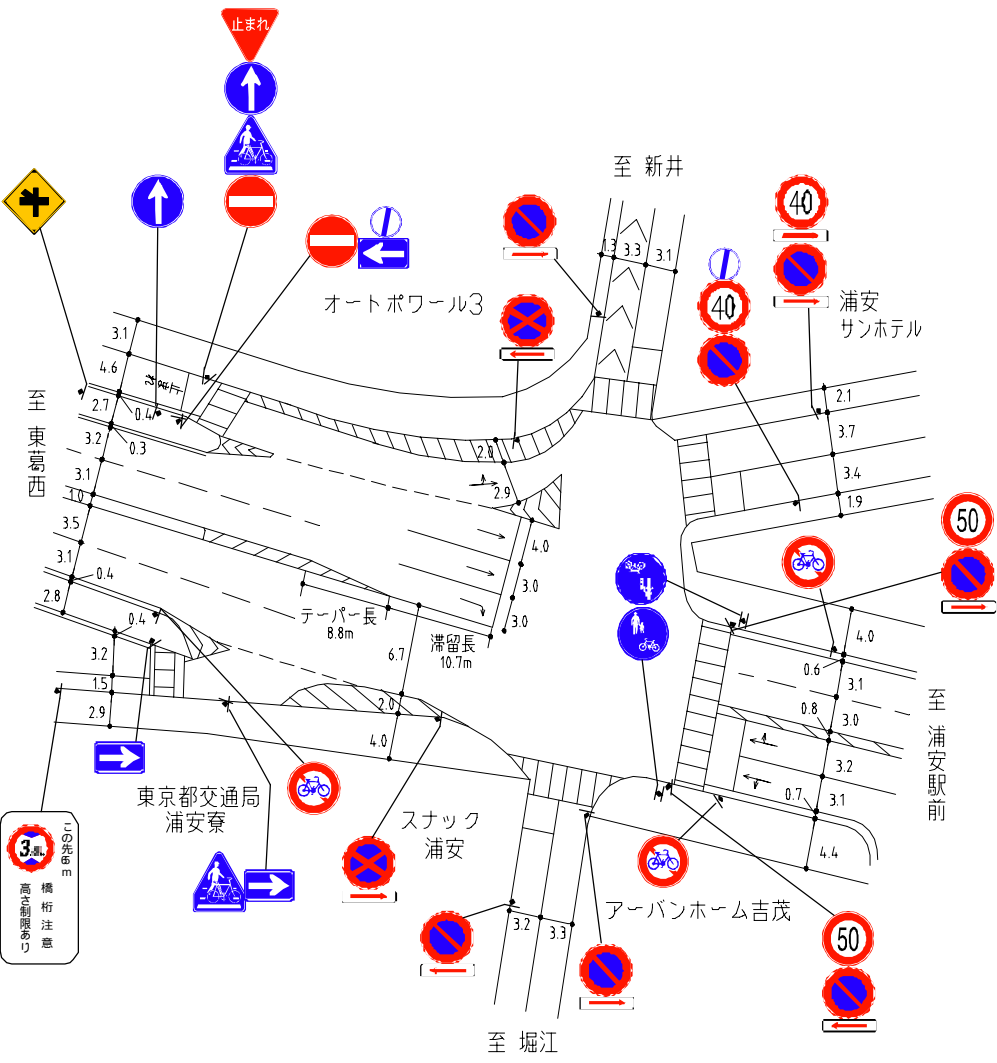 止まれ
至 新井
40
40
オートポワール3
浦安
サンホテル
1.3
3.3
3.1
3.1
4.6
2.7
0.4
3.2
0.3
3.1
1.0
3.5
3.1
0.4
2.8
0.4
3.2
1.5
2.9
至 東葛西
2.0
2.9
4.0
3.0
3.0
2.1
3.7
3.4
1.9
50
テーパー長
8.8m
滞留長
10.7m
6.7
2.0
4.0
4.0
0.6
3.1
0.8
3.0
3.2
3.1
0.7
4.4
至 浦安駅前
東京都交通局
浦安寮
スナック
浦安
アーバンホーム吉茂
この先
橋桁注意
高さ制限あり
3.2
3.3
50
至 堀江